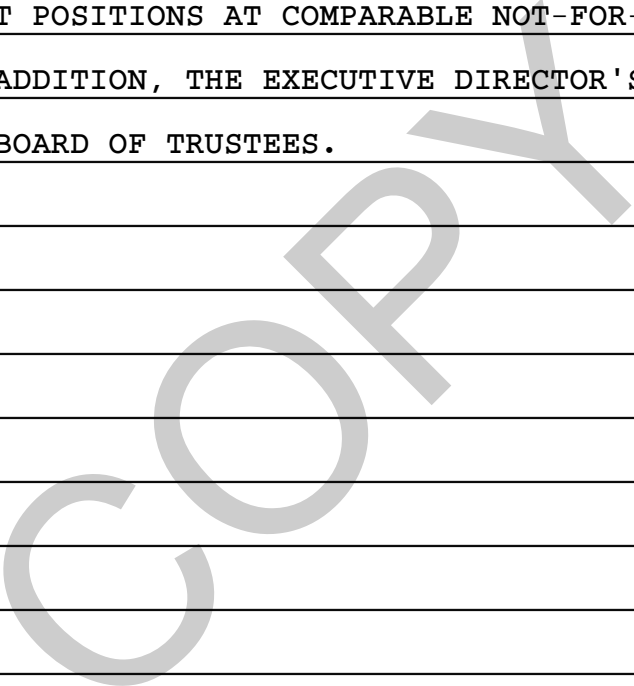 T POSITIONS AT COMPARABLE NOT-FOR-
ADDITION, THE EXECUTIVE DIRECTOR'S
BOARD OF TRUSTEES.
COPY